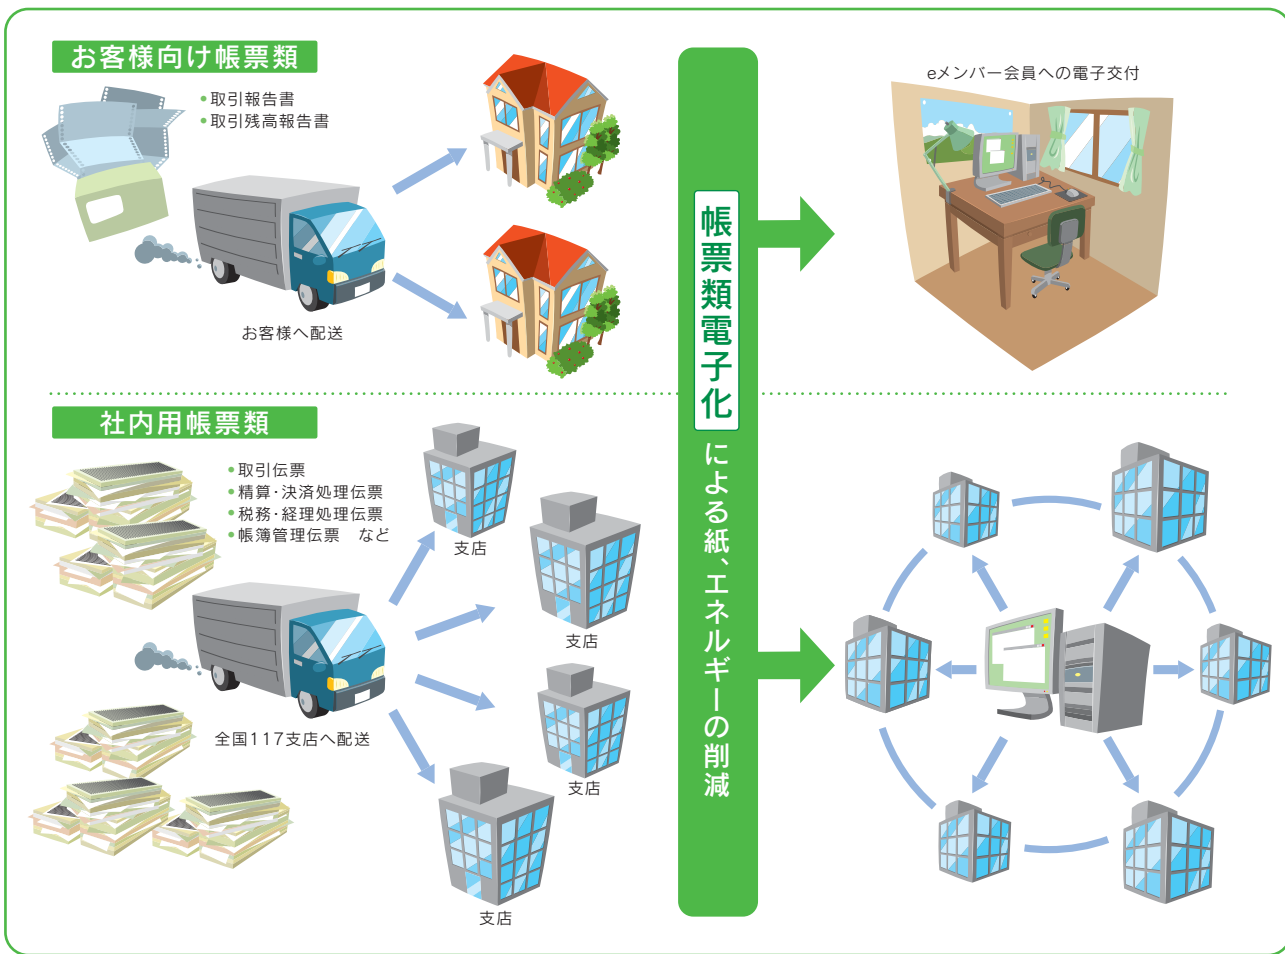 お客様向け帳票類
•取引報告書
•取引残高報告書
お客様へ配送
eメンバー会員への電子交付
帳票類電子化による紙、エネルギーの削減
社内用帳票類
•取引伝票
•精算･決済処理伝票
•税務･経理処理伝票
•帳簿管理伝票　など
全国117支店へ配送
支店
支店
支店
支店